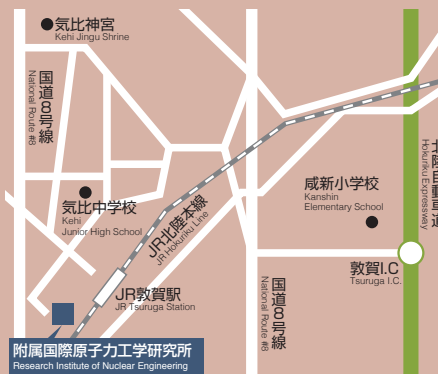 気比神宮
Kehi Jingu Shrine
国道8号線
National Route #8
気比中学校
Kehi
Junior High School
JR北陸本線
JR Hokuriku Line
咸新小学校
Kanshin
Elementary School
北陸自動車道
Hokuriku Expressway
敦賀I.C
Tsuruga I.C.
JR敦賀駅
JR Tsuruga Station
国道8号線
National Route #8
附属国際原子力工学研究所
Research Institute of Nuclear Engineering